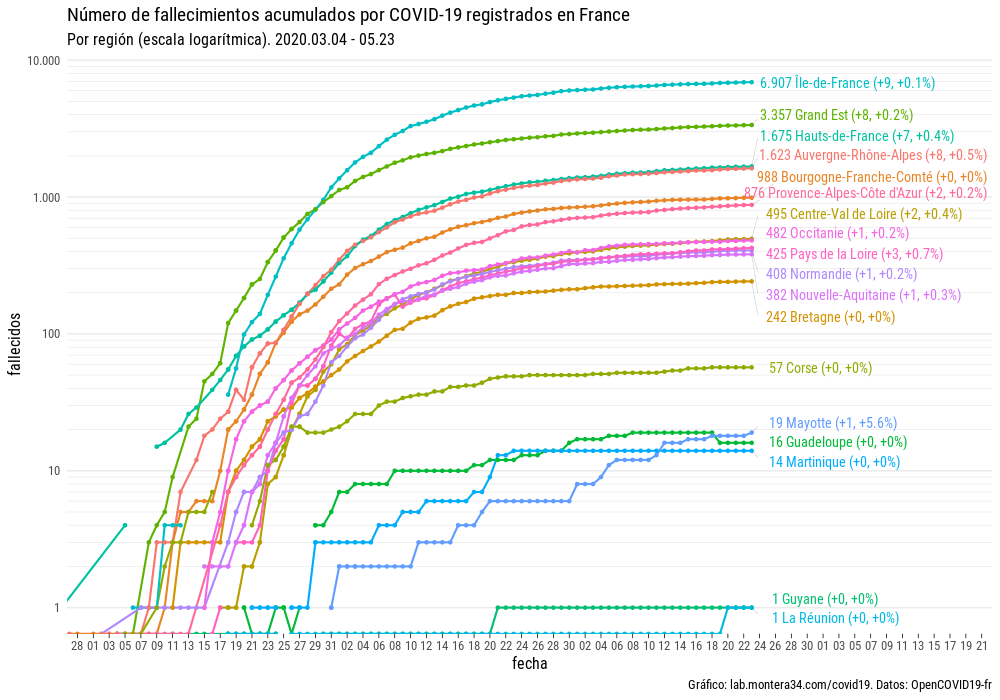 Número de fallecimientos acumulados por COVID-19 registrados en France
Por región (escala logarítmica). 2020.03.04 - 05.23
10.000
1.000
100
10
1
fallecidos
6.907 Île-de-France (+9, +0.1%)
3.357 Grand Est (+8, +0.2%)
1.675 Hauts-de-France (+7, +0.4%)
1.623 Auvergne-Rhône-Alpes (+8, +0.5%)
988 Bourgogne-Franche-Comté (+0, +0%)
876 Provence-Alpes-Côte d'Azur (+2, +0.2%)
495 Centre-Val de Loire (+2, +0.4%)
482 Occitanie (+1, +0.2%)
425 Pays de la Loire (+3, +0.7%)
408 Normandie (+1, +0.2%)
382 Nouvelle-Aquitaine (+1, +0.3%)
242 Bretagne (+0, +0%)
57 Corse (+0, +0%)
19 Mayotte (+1, +5.6%)
16 Guadeloupe (+0, +0%)
14 Martinique (+0, +0%)
1 Guyane (+0, +0%)
1 La Réunion (+0, +0%)
28 01 03 05 07 09 11 13 15 17 19 21 23 25 27 29 31 02 04 06 08 10 12 14 16 18 20 22 24 26 28 30 02 04 06 08 10 12 14 16 18 20 22 24 26 28 30 01 03 05 07 09 11 13 15 17 19 21
fecha
Gráfico: lab.montera34.com/covid19. Datos: OpenCOVID19-fr